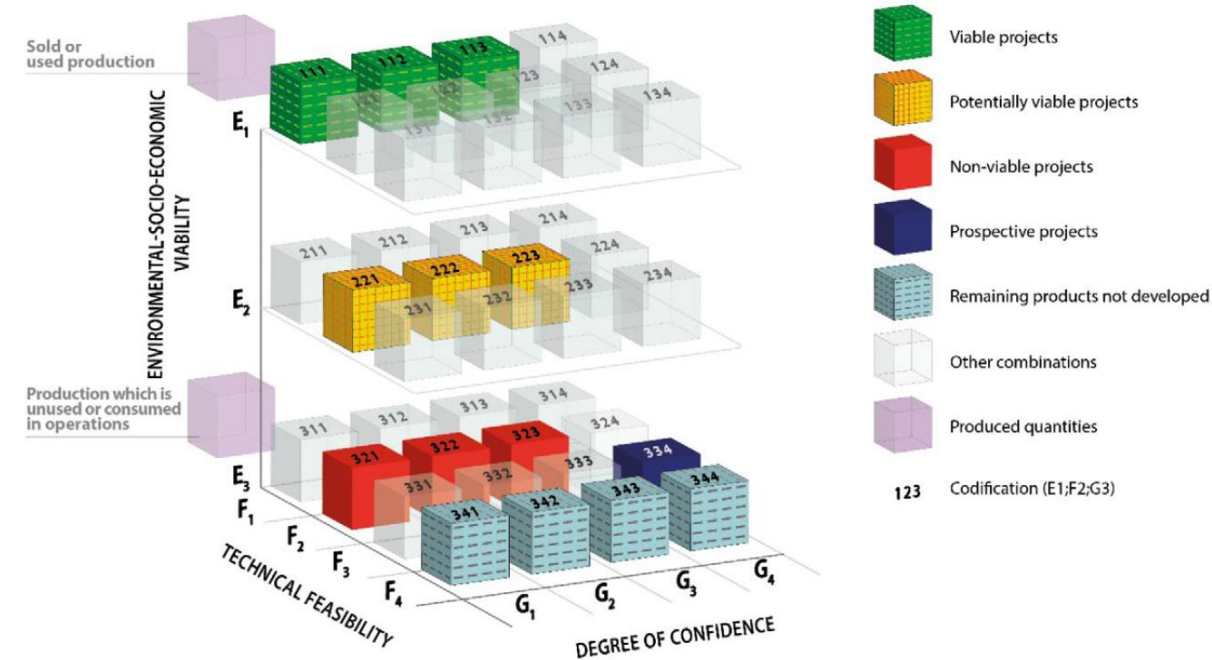 Sold or
used production
ENVIRONMENTAL-SOCIO-ECONOMIC
VIABILITY
E1
111
112
113
114
121
122
123
124
131
132
133
134
E2
211
212
213
214
221
222
223
224
231
232
233
234
Production which is
unused or consumed
in operations
E3
311
312
313
314
321
322
323
324
331
332
333
334
341
342
343
344
F1
F2
F3
F4
TECHNICAL FEASIBILITY
G1
G2
G3
G4
DEGREE OF CONFIDENCE
Viable projects
Potentially viable projects
Non-viable projects
Prospective projects
Remaining products not developed
Other combinations
Produced quantities
123 Codification (E1;F2;G3)